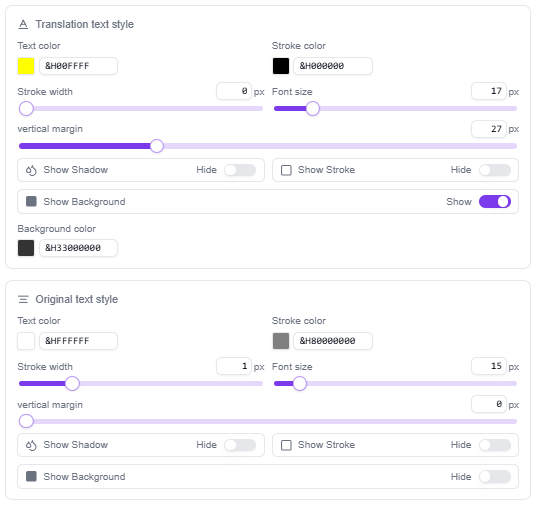 Translation text style
Text color Stroke color
&H00FFFF &H000000
Stroke width 0 px Font size 17 px
vertical margin 27 px
Show Shadow Hide Show Stroke Hide
Show Background Show
Background color
&H33000000
Original text style
Text color Stroke color
&HFFFFFF &H80000000
Stroke width 1 px Font size 15 px
vertical margin 0 px
Show Shadow Hide Show Stroke Hide
Show Background Hide